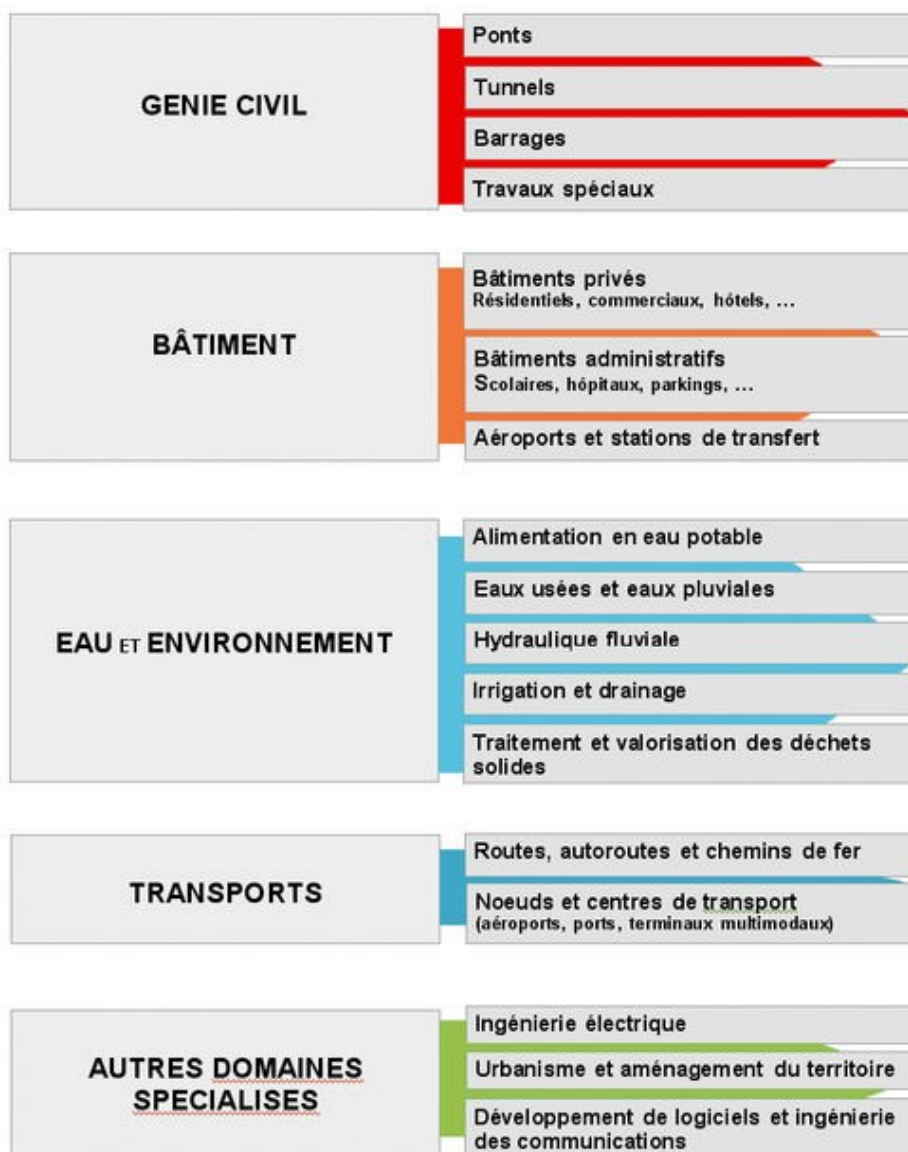 GENIE CIVIL
Ponts
Tunnels
Barrages
Travaux spéciaux
BÂTIMENT
Bâtiments privés
Résidentiels, commerciaux, hôtels, ...
Bâtiments administratifs
Scolaires, hôpitaux, parkings, ...
Aéroports et stations de transfert
EAU ET ENVIRONNEMENT
Alimentation en eau potable
Eaux usées et eaux pluviales
Hydraulique fluviale
Irrigation et drainage
Traitement et valorisation des déchets
solides
TRANSPORTS
Routes, autoroutes et chemins de fer
Noeuds et centres de transport
(aéroports, ports, terminaux multimodaux)
AUTRES DOMAINES
SPECIALISES
Ingénierie électrique
Urbanisme et aménagement du territoire
Développement de logiciels et ingénierie
des communications